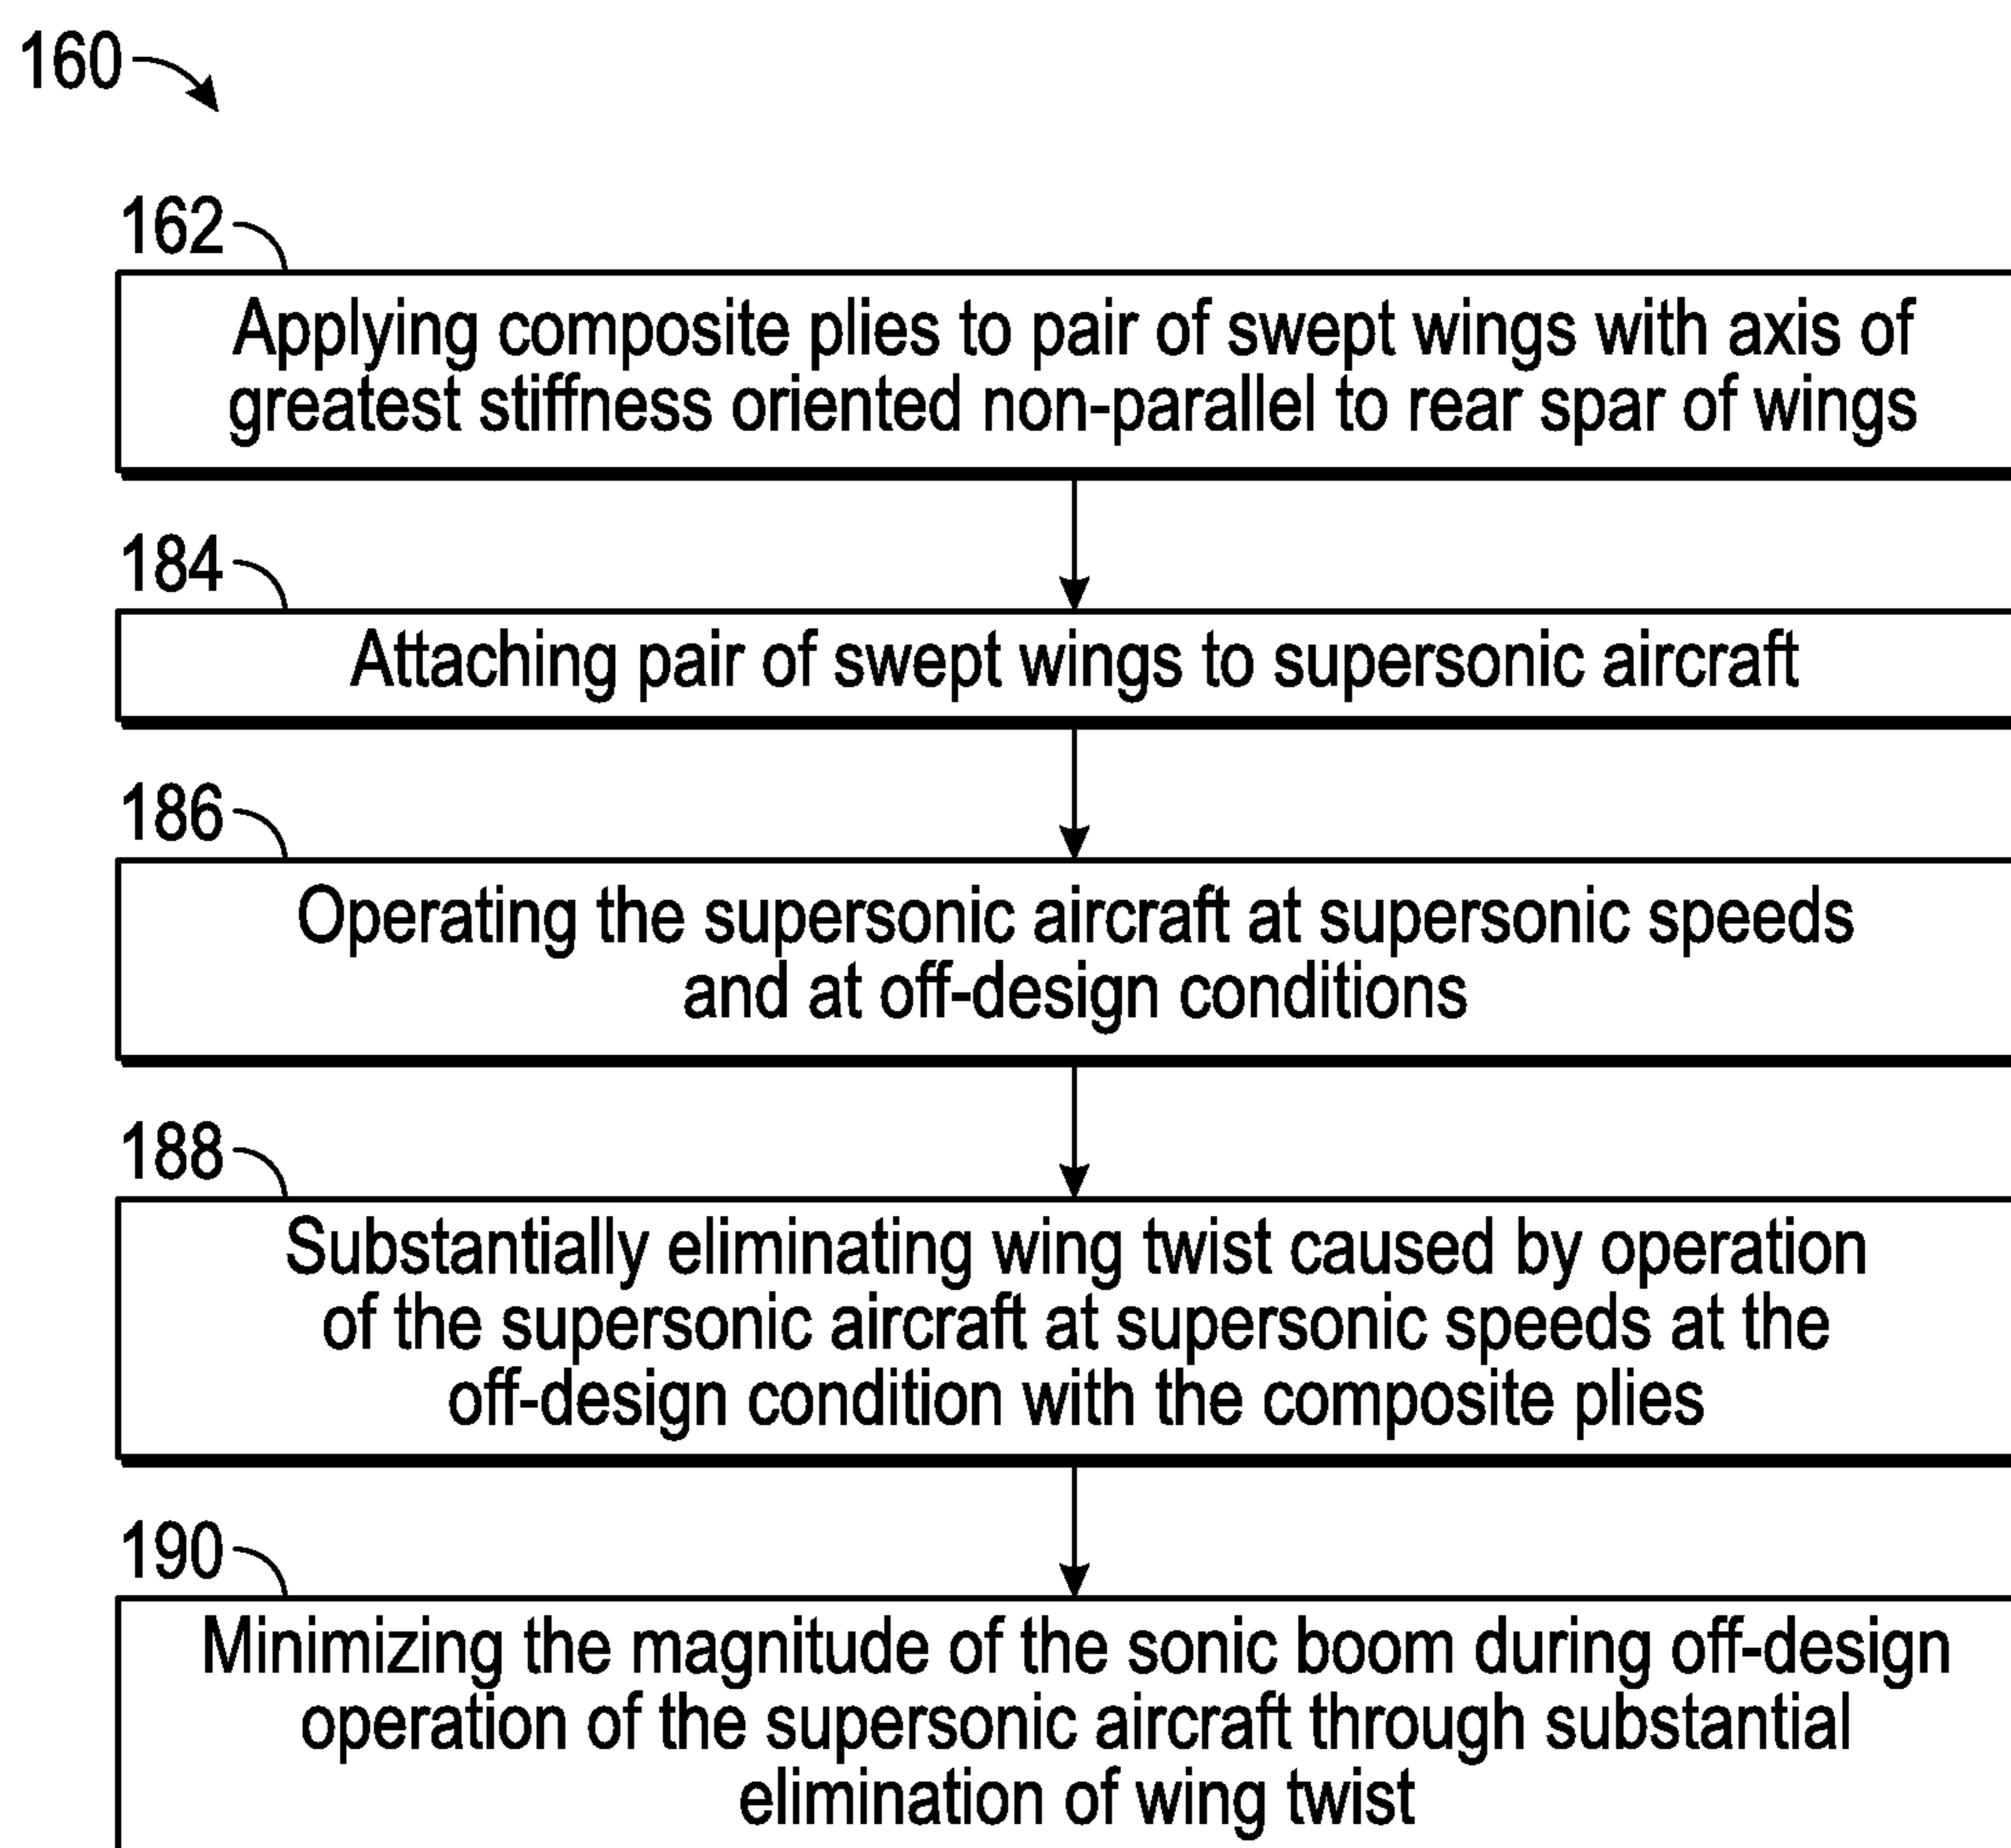 160
162
Applying composite plies to pair of swept wings with axis of
greatest stiffness oriented non-parallel to rear spar of wings
184
Attaching pair of swept wings to supersonic aircraft
186
Operating the supersonic aircraft at supersonic speeds
and at off-design conditions
188
Substantially eliminating wing twist caused by operation
of the supersonic aircraft at supersonic speeds at the
off-design condition with the composite plies
190
Minimizing the magnitude of the sonic boom during off-design
operation of the supersonic aircraft through substantial
elimination of wing twist